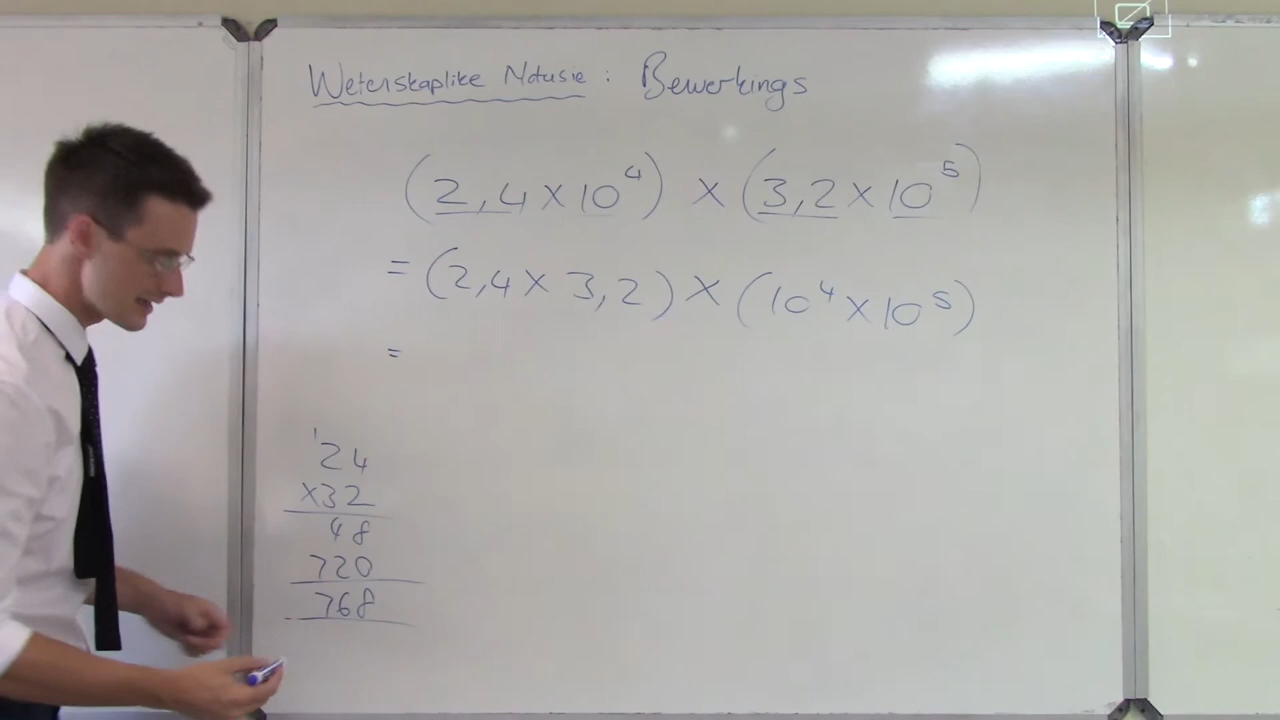 Wetenskaplike Notasie : Bewerkings
(2,4 × 10⁴) × (3,2 × 10⁵)
= (2,4 × 3,2) × (10⁴ × 10⁵)
=
1
24
×32
48
720
768